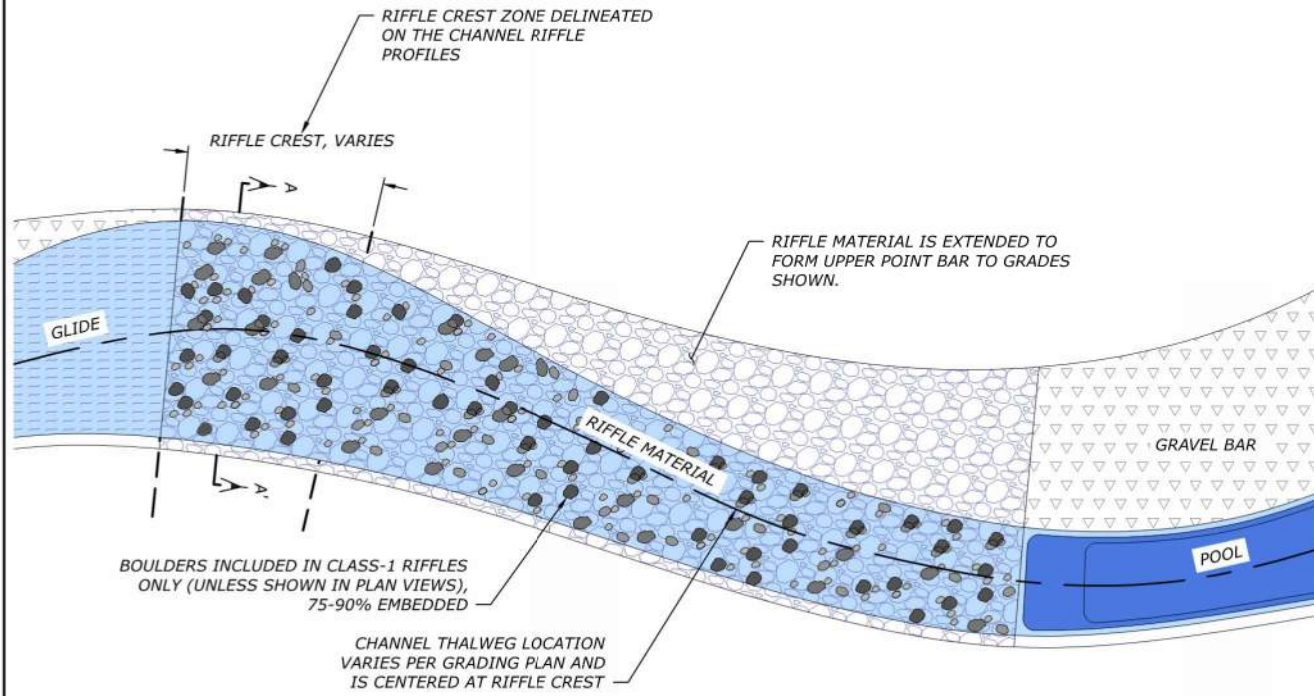 RIFFLE CREST ZONE DELINEATED
ON THE CHANNEL RIFFLE
PROFILES
RIFFLE CREST, VARIES
A
RIFFLE MATERIAL IS EXTENDED TO
FORM UPPER POINT BAR TO GRADES
SHOWN.
GLIDE
RIFFLE MATERIAL
GRAVEL BAR
A'
POOL
BOULDERS INCLUDED IN CLASS-1 RIFFLES
ONLY (UNLESS SHOWN IN PLAN VIEWS),
75-90% EMBEDDED
CHANNEL THALWEG LOCATION
VARIES PER GRADING PLAN AND
IS CENTERED AT RIFFLE CREST